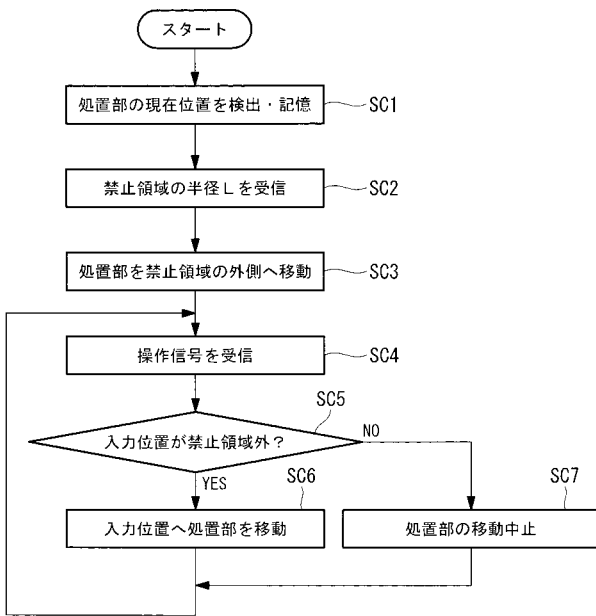 スタート
処置部の現在位置を検出・記憶
SC1
禁止領域の半径Lを受信
SC2
処置部を禁止領域の外側へ移動
SC3
操作信号を受信
SC4
SC5
入力位置が禁止領域外?
NO
YES
SC6
SC7
入力位置へ処置部を移動
処置部の移動中止